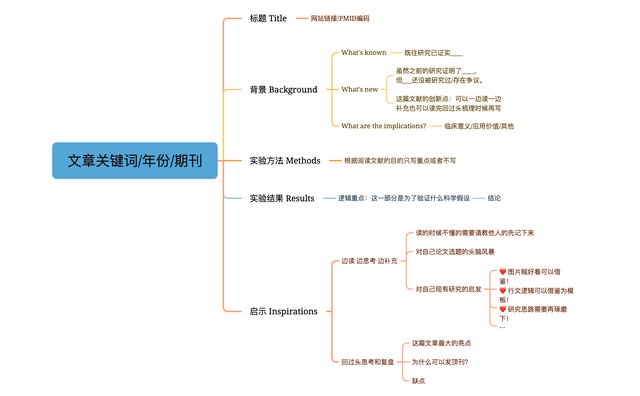 文章关键词/年份/期刊
标题 Title
网站链接/PMID编码
背景 Background
What's known
既往研究已证实____
What's new
虽然之前的研究证明了____,
但___还没被研究过/存在争议。
这篇文献的创新点：可以一边读一边
补充也可以读完回过头梳理时候再写
What are the implications?
临床意义/应用价值/其他
实验方法 Methods
根据阅读文献的目的只写重点或者不写
实验结果 Results
逻辑重点：这一部分是为了验证什么科学假设
结论
启示 Inspirations
边读 边思考 边补充
读的时候不懂的需要请教他人的先记下来
对自己论文选题的头脑风暴
对自己现有研究的启发
❤️ 图片贼好看可以借
鉴！
❤️ 行文逻辑可以借鉴为模
板！
❤️ 研究思路需要再琢磨
下！
...
回过头思考和复盘
这篇文章最大的亮点
为什么可以发顶刊？
缺点